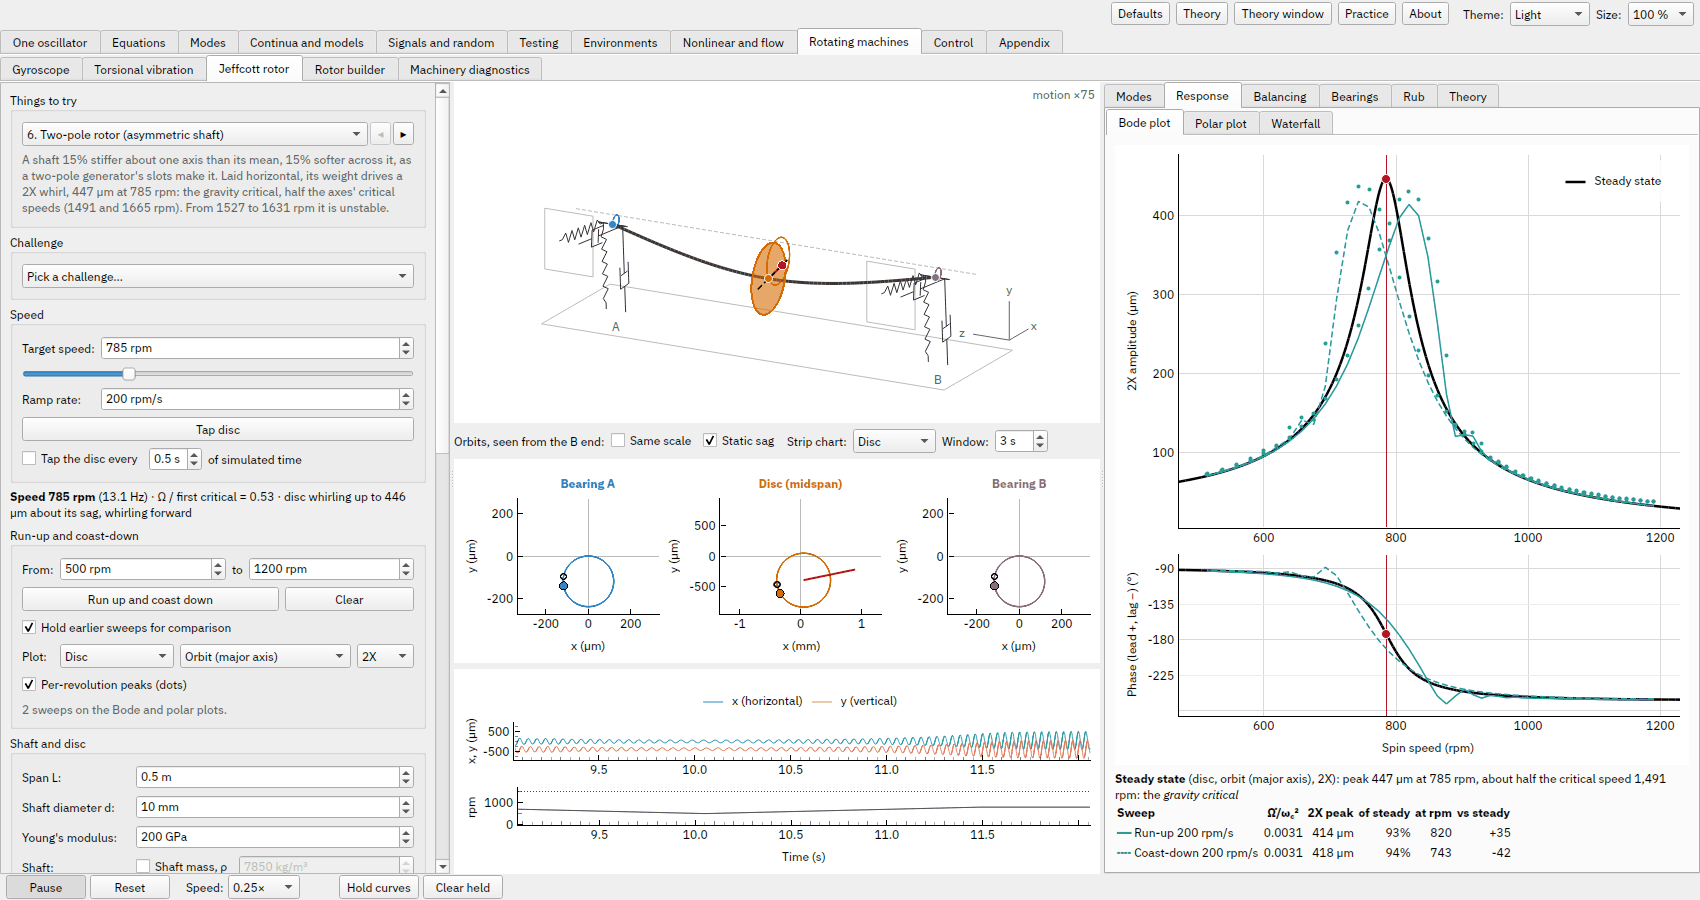 Defaults Theory Theory window Practice About Theme: Light Size: 100 %
One oscillator Equations Modes Continua and models Signals and random Testing Environments Nonlinear and flow Rotating machines Control Appendix
Gyroscope Torsional vibration Jeffcott rotor Rotor builder Machinery diagnostics
Things to try
6. Two-pole rotor (asymmetric shaft)
A shaft 15% stiffer about one axis than its mean, 15% softer across it, as
a two-pole generator's slots make it. Laid horizontal, its weight drives a
2X whirl, 447 µm at 785 rpm: the gravity critical, half the axes' critical
speeds (1491 and 1665 rpm). From 1527 to 1631 rpm it is unstable.
Challenge
Pick a challenge...
Speed
Target speed: 785 rpm
Ramp rate: 200 rpm/s
Tap disc
Tap the disc every 0.5 s of simulated time
Speed 785 rpm (13.1 Hz) · Ω / first critical = 0.53 · disc whirling up to 446
µm about its sag, whirling forward
Run-up and coast-down
From: 500 rpm to 1200 rpm
Run up and coast down Clear
Hold earlier sweeps for comparison
Plot: Disc Orbit (major axis) 2X
Per-revolution peaks (dots)
2 sweeps on the Bode and polar plots.
Shaft and disc
Span L: 0.5 m
Shaft diameter d: 10 mm
Young's modulus: 200 GPa
Shaft: Shaft mass, ρ 7850 kg/m³
Pause Reset Speed: 0.25× Hold curves Clear held
motion ×75
A
B
y
x
z
Orbits, seen from the B end: Same scale Static sag Strip chart: Disc Window: 3 s
Bearing A Disc (midspan) Bearing B
200
0
-200
y (µm)
-200 0 200
x (µm)
500
0
-500
y (µm)
-1 0 1
x (mm)
200
0
-200
y (µm)
-200 0 200
x (µm)
x (horizontal) y (vertical)
500
-500
x, y (µm)
9.5 10.0 10.5 11.0 11.5
1000
0
rpm
9.5 10.0 10.5 11.0 11.5
Time (s)
Modes Response Balancing Bearings Rub Theory
Bode plot Polar plot Waterfall
Steady state
400
300
200
100
2X amplitude (µm)
600 800 1000 1200
-90
-135
-180
-225
Phase (lead +, lag −) (°)
600 800 1000 1200
Spin speed (rpm)
Steady state (disc, orbit (major axis), 2X): peak 447 µm at 785 rpm, about half the critical speed 1,491
rpm: the gravity critical
Sweep Ω̇/ω꜀² 2X peak of steady at rpm vs steady
Run-up 200 rpm/s 0.0031 414 µm 93% 820 +35
Coast-down 200 rpm/s 0.0031 418 µm 94% 743 -42